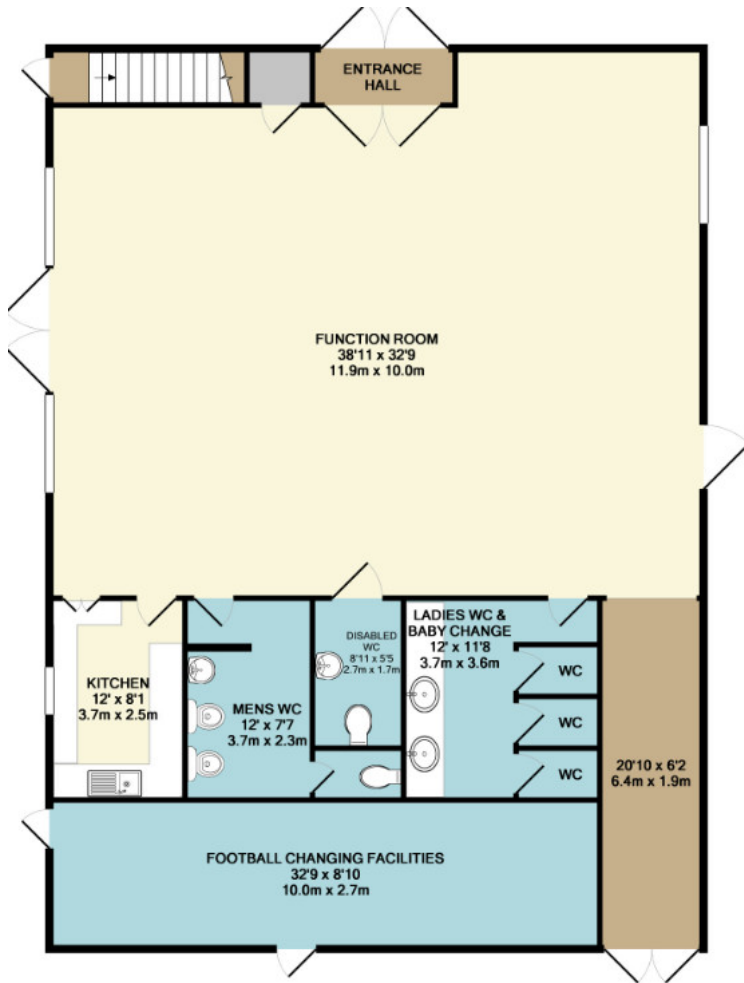 ENTRANCE
HALL
FUNCTION ROOM
38'11 x 32'9
11.9m x 10.0m
KITCHEN
12' x 8'1
3.7m x 2.5m
MENS WC
12' x 7'7
3.7m x 2.3m
DISABLED
WC
8'11 x 5'5
2.7m x 1.7m
LADIES WC &
BABY CHANGE
12' x 11'8
3.7m x 3.6m
WC
WC
WC
20'10 x 6'2
6.4m x 1.9m
FOOTBALL CHANGING FACILITIES
32'9 x 8'10
10.0m x 2.7m